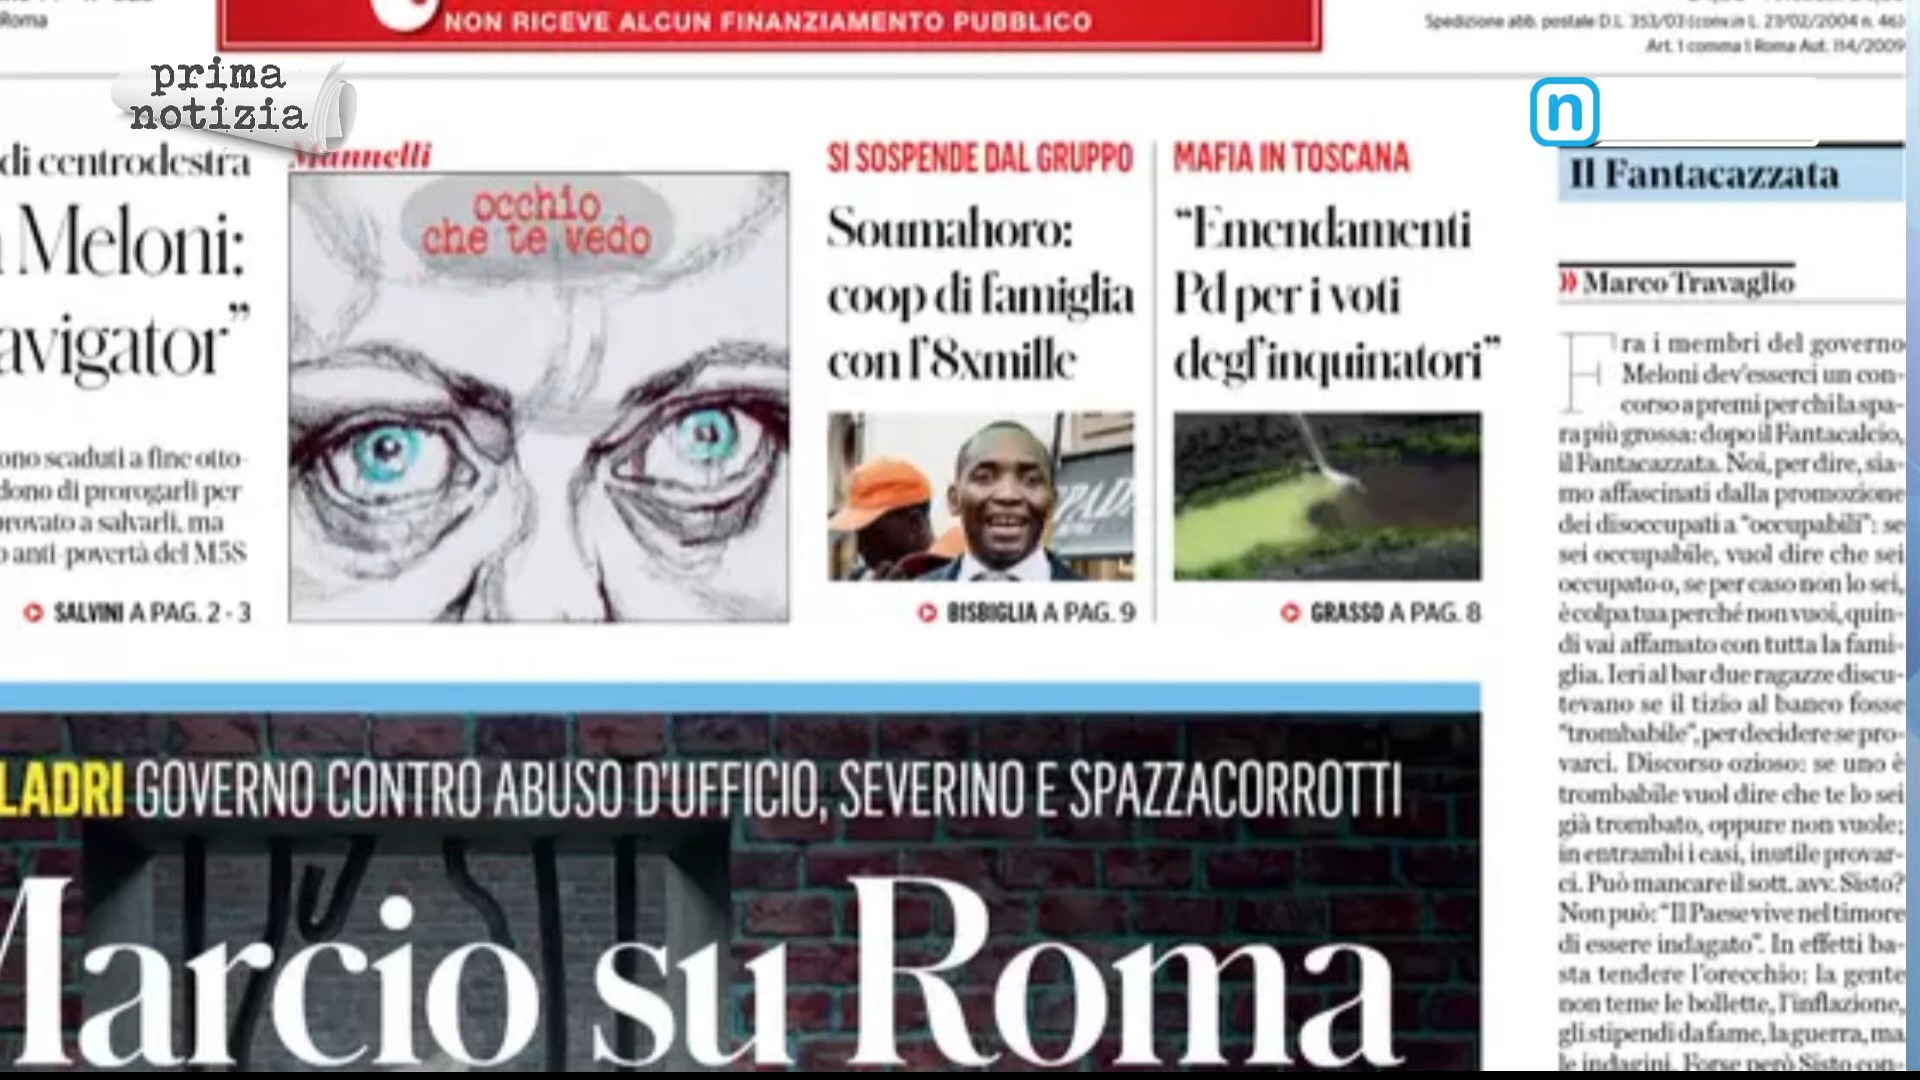 Roma
NON RICEVE ALCUN FINANZIAMENTO PUBBLICO
Spedizione abb. postale D.L. 353/03 (conv.in L. 27/02/2004 n. 46)
Art. 1 comma 1 Roma Aut. 114/2009
prima
notizia
n
di centrodestra
Meloni:
avigator”
ono scaduti a fine otto-
dono di prorogarli per
rovato a salvarli, ma
o anti-povertà del M5S
SALVINI A PAG. 2 - 3
Mannelli
occhio
che te vedo
SI SOSPENDE DAL GRUPPO
Soumahoro:
coop di famiglia
con l’8xmille
BISBIGLIA A PAG. 9
MAFIA IN TOSCANA
“Emendamenti
Pd per i voti
degl’inquinatori”
GRASSO A PAG. 8
LADRI GOVERNO CONTRO ABUSO D'UFFICIO, SEVERINO E SPAZZACORROTTI
Marcio su Roma
Il Fantacazzata
» Marco Travaglio
Fra i membri del governo
Meloni dev’esserci un con-
corso a premi per chi la spa-
ra più grossa: dopo il Fantacalcio,
il Fantacazzata. Noi, per dire, sia-
mo affascinati dalla promozione
dei disoccupati a “occupabili”: se
sei occupabile, vuol dire che sei
occupato o, se per caso non lo sei,
è colpa tua perché non vuoi, quin-
di vai affamato con tutta la fami-
glia. Ieri al bar due ragazze discu-
tevano se il tizio al banco fosse
“trombabile”, per decidere se pro-
varci. Discorso ozioso: se uno è
trombabile vuol dire che te lo sei
già trombato, oppure non vuole;
in entrambi i casi, inutile provar-
ci. Può mancare il sott. avv. Sisto?
Non può: “Il Paese vive nel timore
di essere indagato”. In effetti ba-
sta tendere l’orecchio: la gente
non teme le bollette, l’inflazione,
gli stipendi da fame, la guerra, ma
le indagini. Forse però Sisto con-